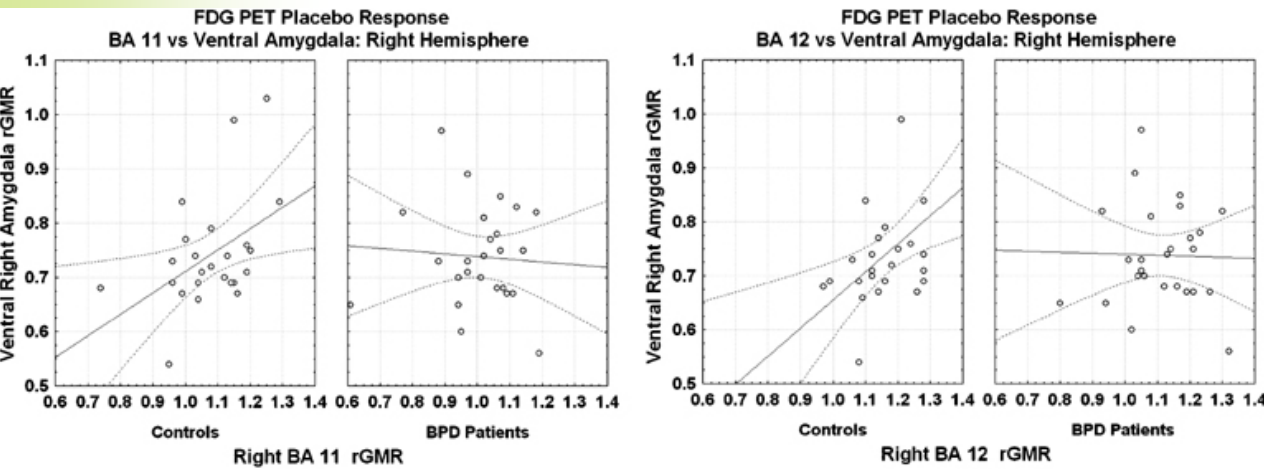 FDG PET Placebo Response
BA 11 vs Ventral Amygdala: Right Hemisphere
Ventral Right Amygdala rGMR
1.1
1.0
0.9
0.8
0.7
0.6
0.5
0.6 0.7 0.8 0.9 1.0 1.1 1.2 1.3 1.4
0.6 0.7 0.8 0.9 1.0 1.1 1.2 1.3 1.4
Controls
BPD Patients
Right BA 11 rGMR
FDG PET Placebo Response
BA 12 vs Ventral Amygdala: Right Hemisphere
Ventral Right Amygdala rGMR
1.1
1.0
0.9
0.8
0.7
0.6
0.5
0.6 0.7 0.8 0.9 1.0 1.1 1.2 1.3 1.4
0.6 0.7 0.8 0.9 1.0 1.1 1.2 1.3 1.4
Controls
BPD Patients
Right BA 12 rGMR